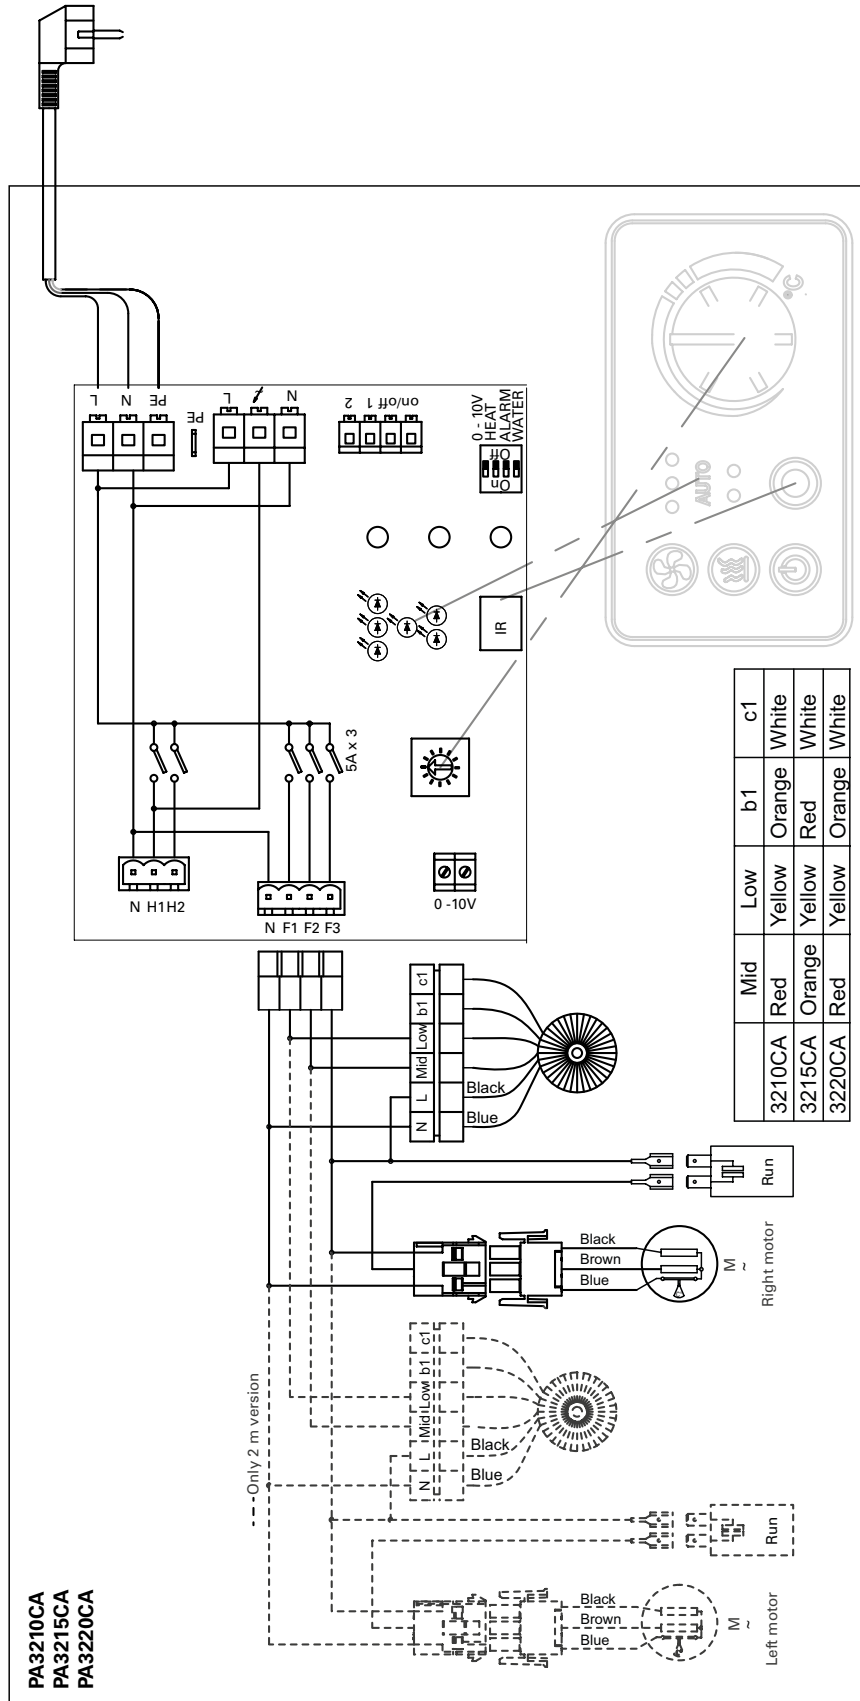 L N PE
PE
L N
2 1 on/off
0 - 10V
HEAT
ALARM
WATER
Off
On
AUTO
°C
IR
5A x 3
N H1 H2
N F1 F2 F3
0 -10V
Mid Low b1 c1
3210CA Red Yellow Orange White
3215CA Orange Yellow Red White
3220CA Red Yellow Orange White
N L Mid Low b1 c1
Black
Blue
Run
Black
Brown
Blue
M
~
Right motor
Only 2 m version
N L Mid Low b1 c1
Black
Blue
Run
Black
Brown
Blue
M
~
Left motor
PA3210CA
PA3215CA
PA3220CA